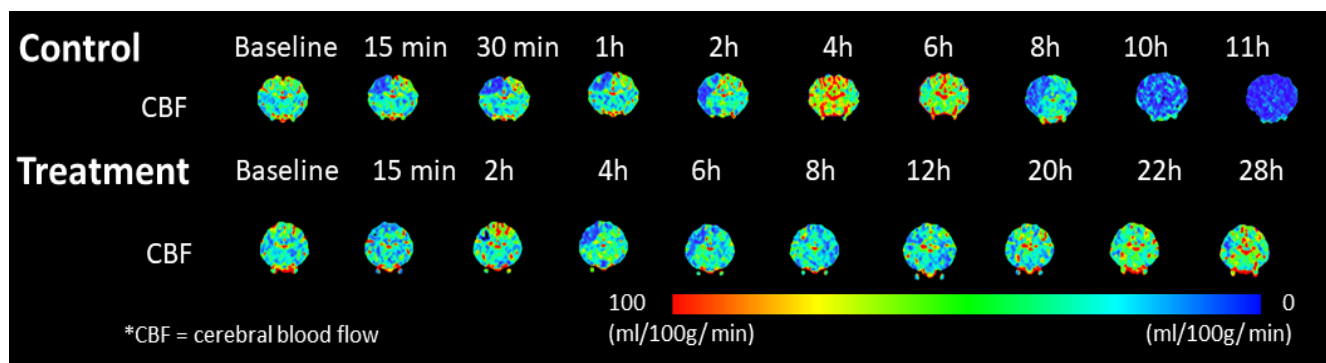 Control Baseline 15 min 30 min 1h 2h 4h 6h 8h 10h 11h
CBF
Treatment Baseline 15 min 2h 4h 6h 8h 12h 20h 22h 28h
CBF
100 0
*CBF = cerebral blood flow (ml/100g/min) (ml/100g/min)